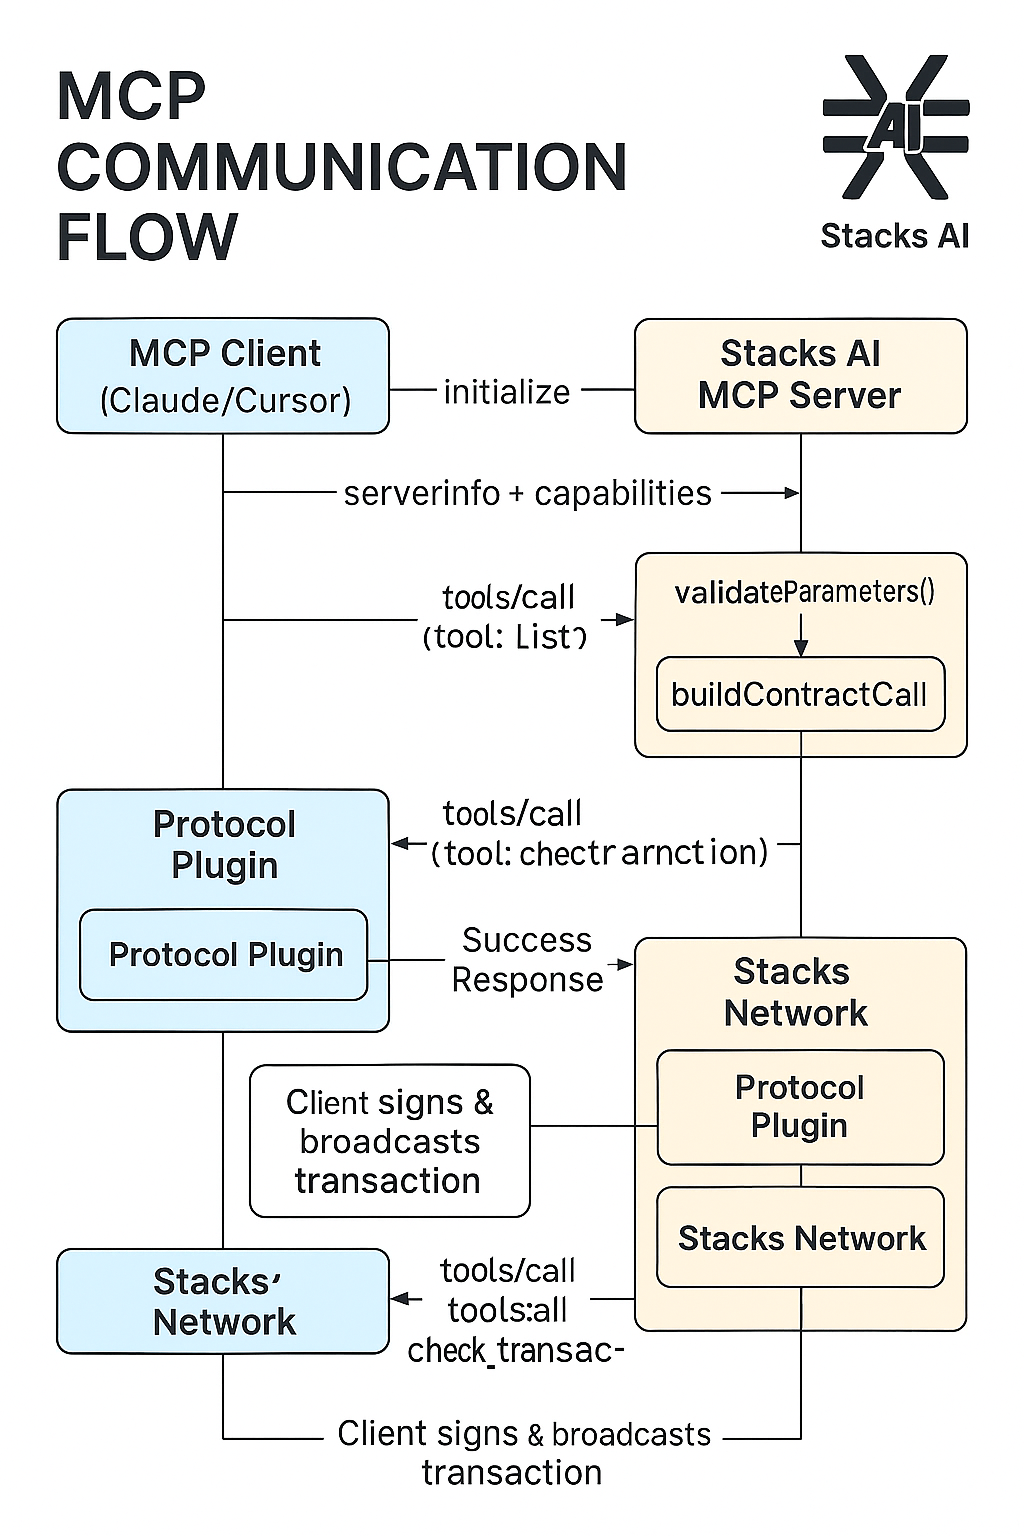 MCP
COMMUNICATION
FLOW
AI
Stacks AI
MCP Client
(Claude/Cursor)
initialize
Stacks AI
MCP Server
serverinfo + capabilities
tools/call
(tool: List?)
validateParameters()
buildContractCall
Protocol
Plugin
tools/call
(tool: chectr arnction)
Protocol Plugin
Success
Response
Stacks
Network
Client signs &
broadcasts
transaction
Protocol
Plugin
Stacks Network
Stacks’
Network
tools/call
tools:all
check_transac-
Client signs & broadcasts
transaction